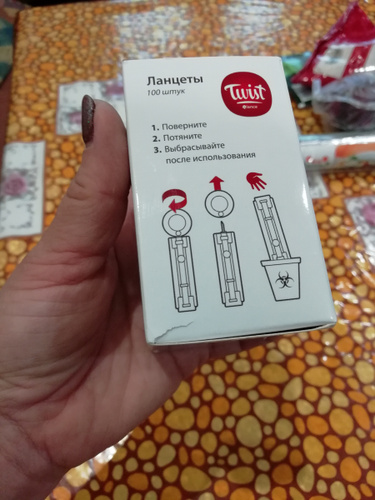 Ланцеты
100 штук
Twist
1. Поверните
2. Потяните
3. Выбрасывайте
после использования